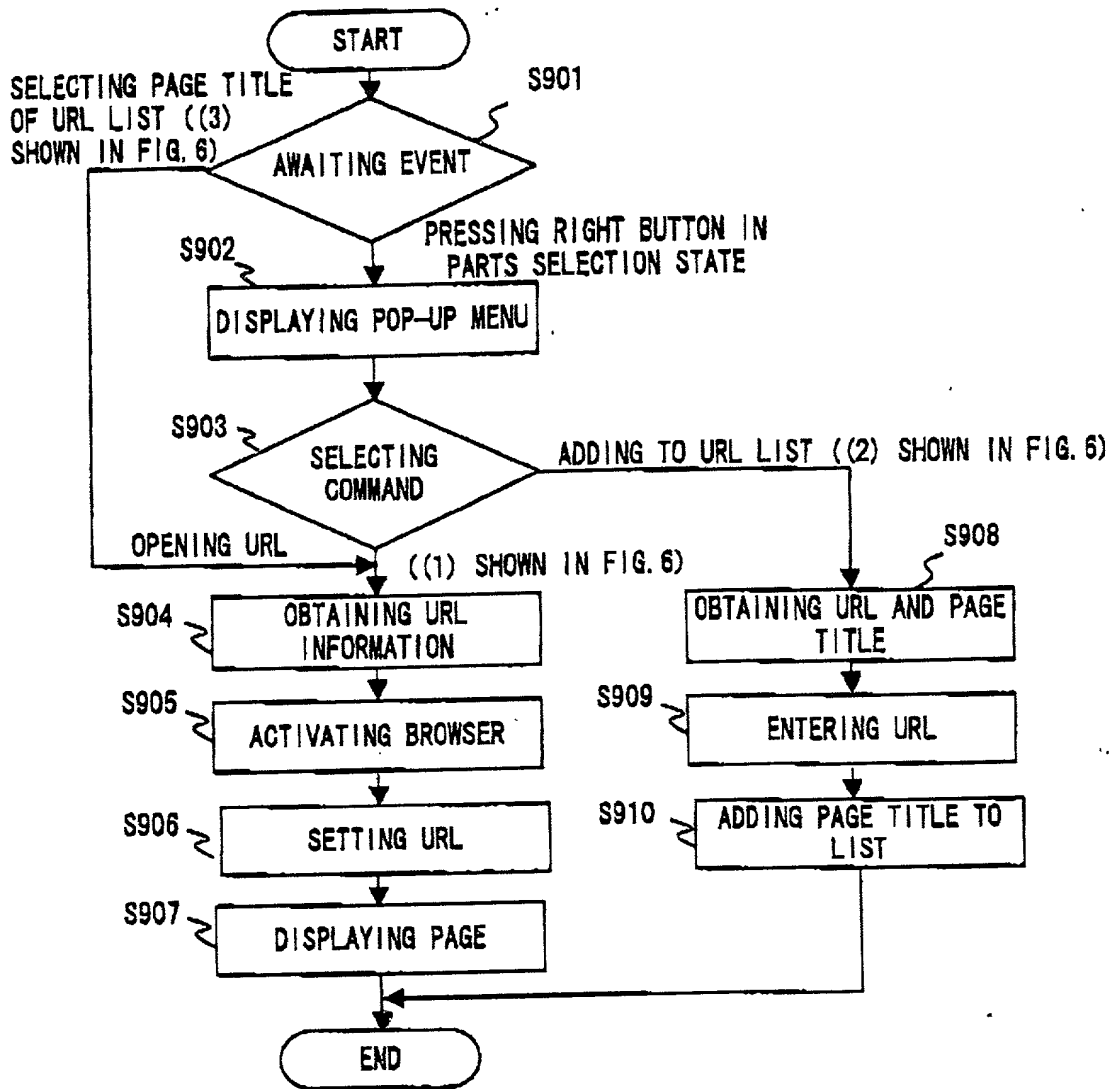 START
SELECTING PAGE TITLE
OF URL LIST ((3)
SHOWN IN FIG. 6)
S901
AWAITING EVENT
PRESSING RIGHT BUTTON IN
PARTS SELECTION STATE
S902
DISPLAYING POP-UP MENU
S903
SELECTING
COMMAND
ADDING TO URL LIST ((2) SHOWN IN FIG. 6)
OPENING URL
((1) SHOWN IN FIG. 6)
S904
OBTAINING URL
INFORMATION
S905
ACTIVATING BROWSER
S906
SETTING URL
S907
DISPLAYING PAGE
S908
OBTAINING URL AND PAGE
TITLE
S909
ENTERING URL
S910
ADDING PAGE TITLE TO
LIST
END